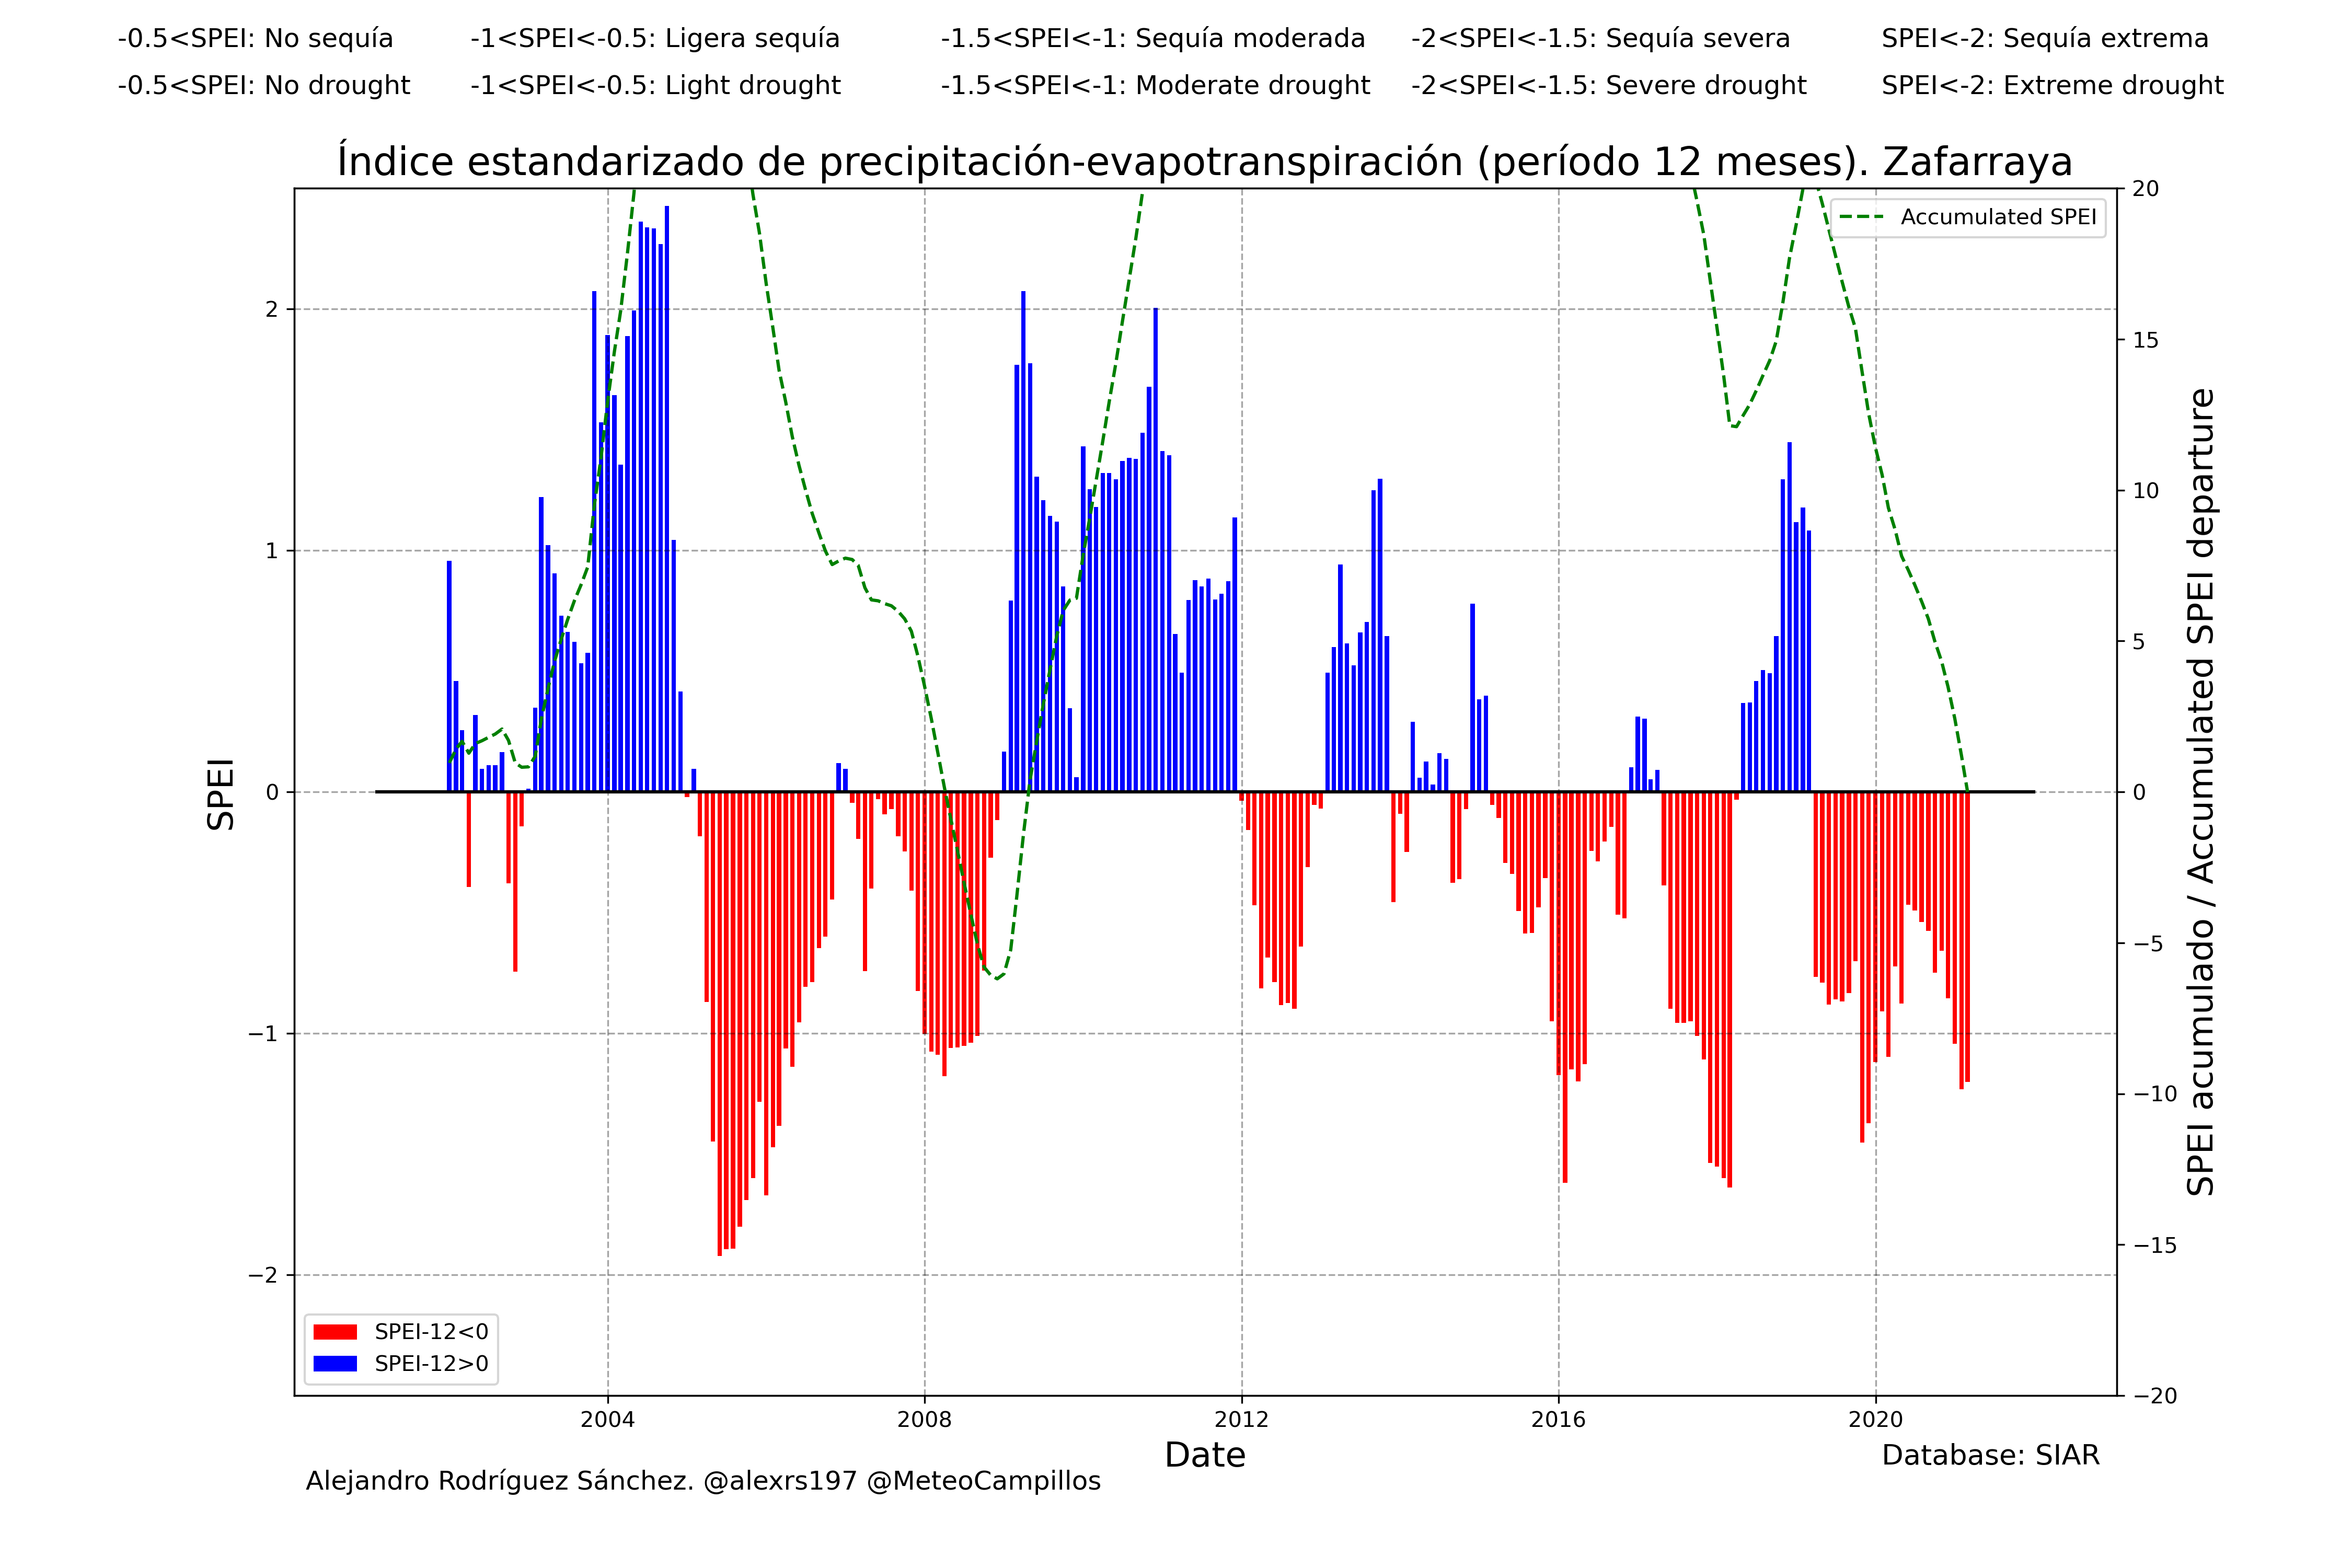 -0.5<SPEI: No sequía -1<SPEI<-0.5: Ligera sequía -1.5<SPEI<-1: Sequía moderada -2<SPEI<-1.5: Sequía severa SPEI<-2: Sequía extrema
-0.5<SPEI: No drought -1<SPEI<-0.5: Light drought -1.5<SPEI<-1: Moderate drought -2<SPEI<-1.5: Severe drought SPEI<-2: Extreme drought
Índice estandarizado de precipitación-evapotranspiración (período 12 meses). Zafarraya
Accumulated SPEI
SPEI
2
1
0
−1
−2
20
15
10
5
0
−5
−10
−15
−20
SPEI acumulado / Accumulated SPEI departure
SPEI-12<0
SPEI-12>0
2004 2008 2012 2016 2020
Date
Database: SIAR
Alejandro Rodríguez Sánchez. @alexrs197 @MeteoCampillos